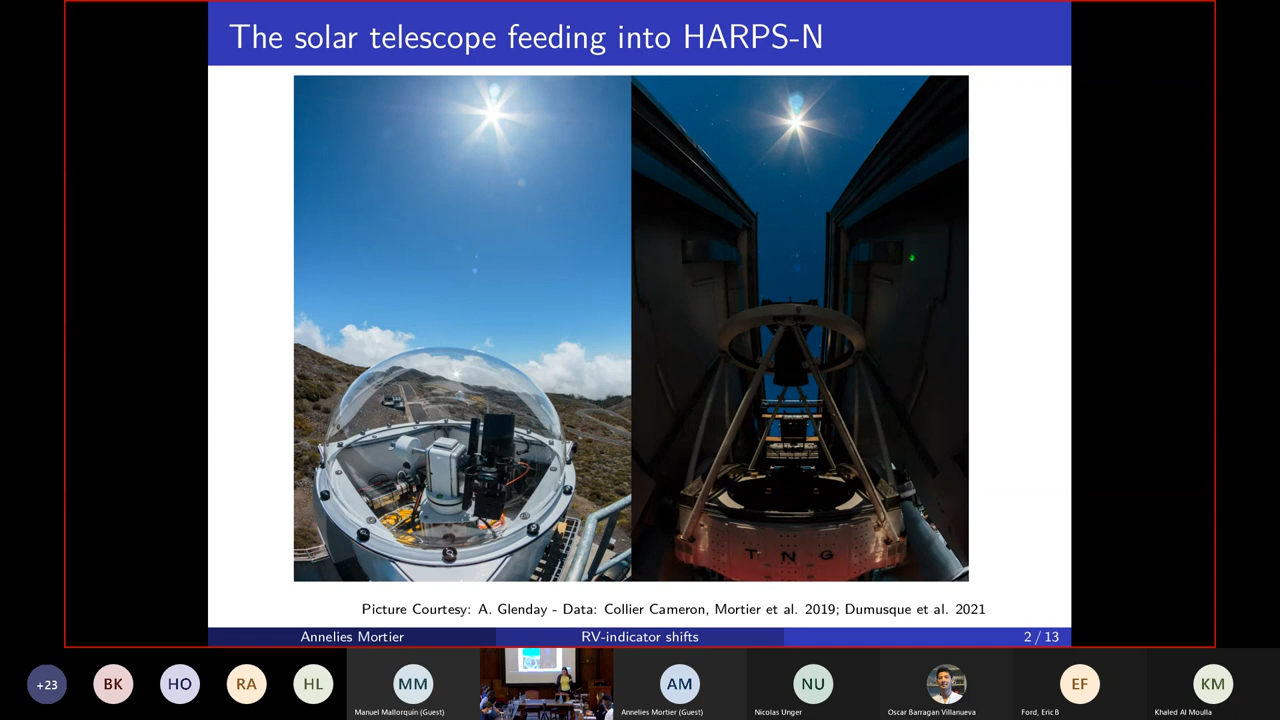 The solar telescope feeding into HARPS-N
T N G
Picture Courtesy: A. Glenday - Data: Collier Cameron, Mortier et al. 2019; Dumusque et al. 2021
Annelies Mortier
RV-indicator shifts
2 / 13
+23
BK
HO
RA
HL
MM
AM
NU
EF
KM
Manuel Mallorquín (Guest)
Annelies Mortier (Guest)
Nicolas Unger
Oscar Barragan Villanueva
Ford, Eric B
Khaled Al Moulla